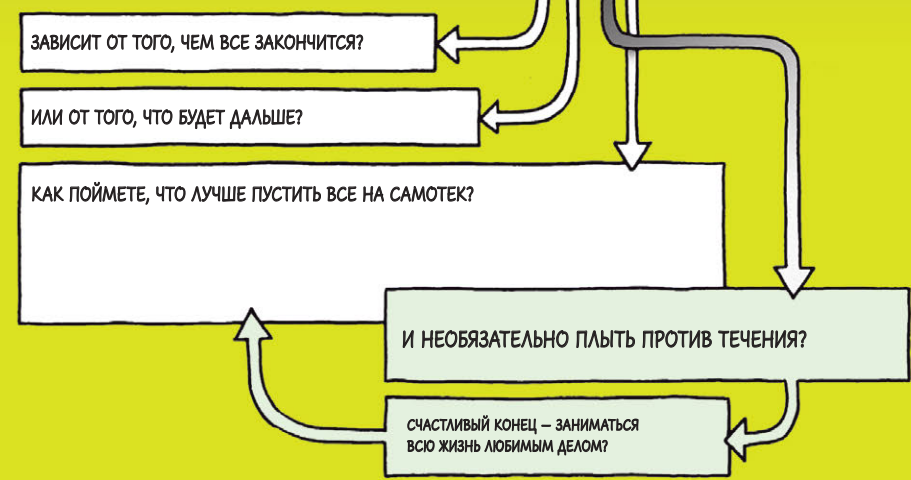 ЗАВИСИТ ОТ ТОГО, ЧЕМ ВСЕ ЗАКОНЧИТСЯ?
ИЛИ ОТ ТОГО, ЧТО БУДЕТ ДАЛЬШЕ?
КАК ПОЙМЕТЕ, ЧТО ЛУЧШЕ ПУСТИТЬ ВСЕ НА САМОТЕК?
И НЕОБЯЗАТЕЛЬНО ПЛЫТЬ ПРОТИВ ТЕЧЕНИЯ?
СЧАСТЛИВЫЙ КОНЕЦ – ЗАНИМАТЬСЯ
ВСЮ ЖИЗНЬ ЛЮБИМЫМ ДЕЛОМ?